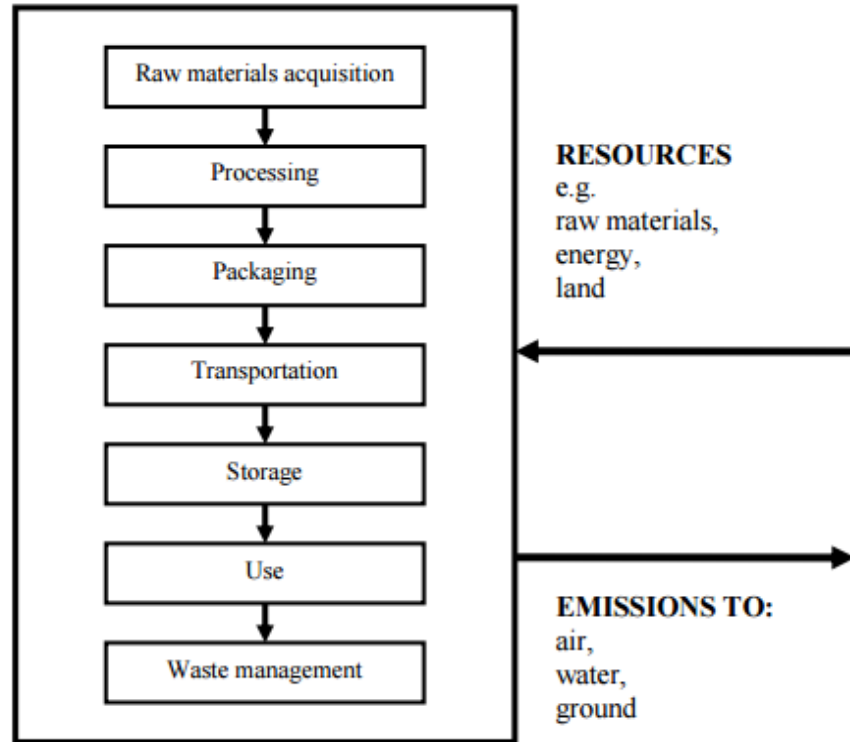 Raw materials acquisition
Processing
Packaging
Transportation
Storage
Use
Waste management
RESOURCES
e.g.
raw materials,
energy,
land
EMISSIONS TO:
air,
water,
ground